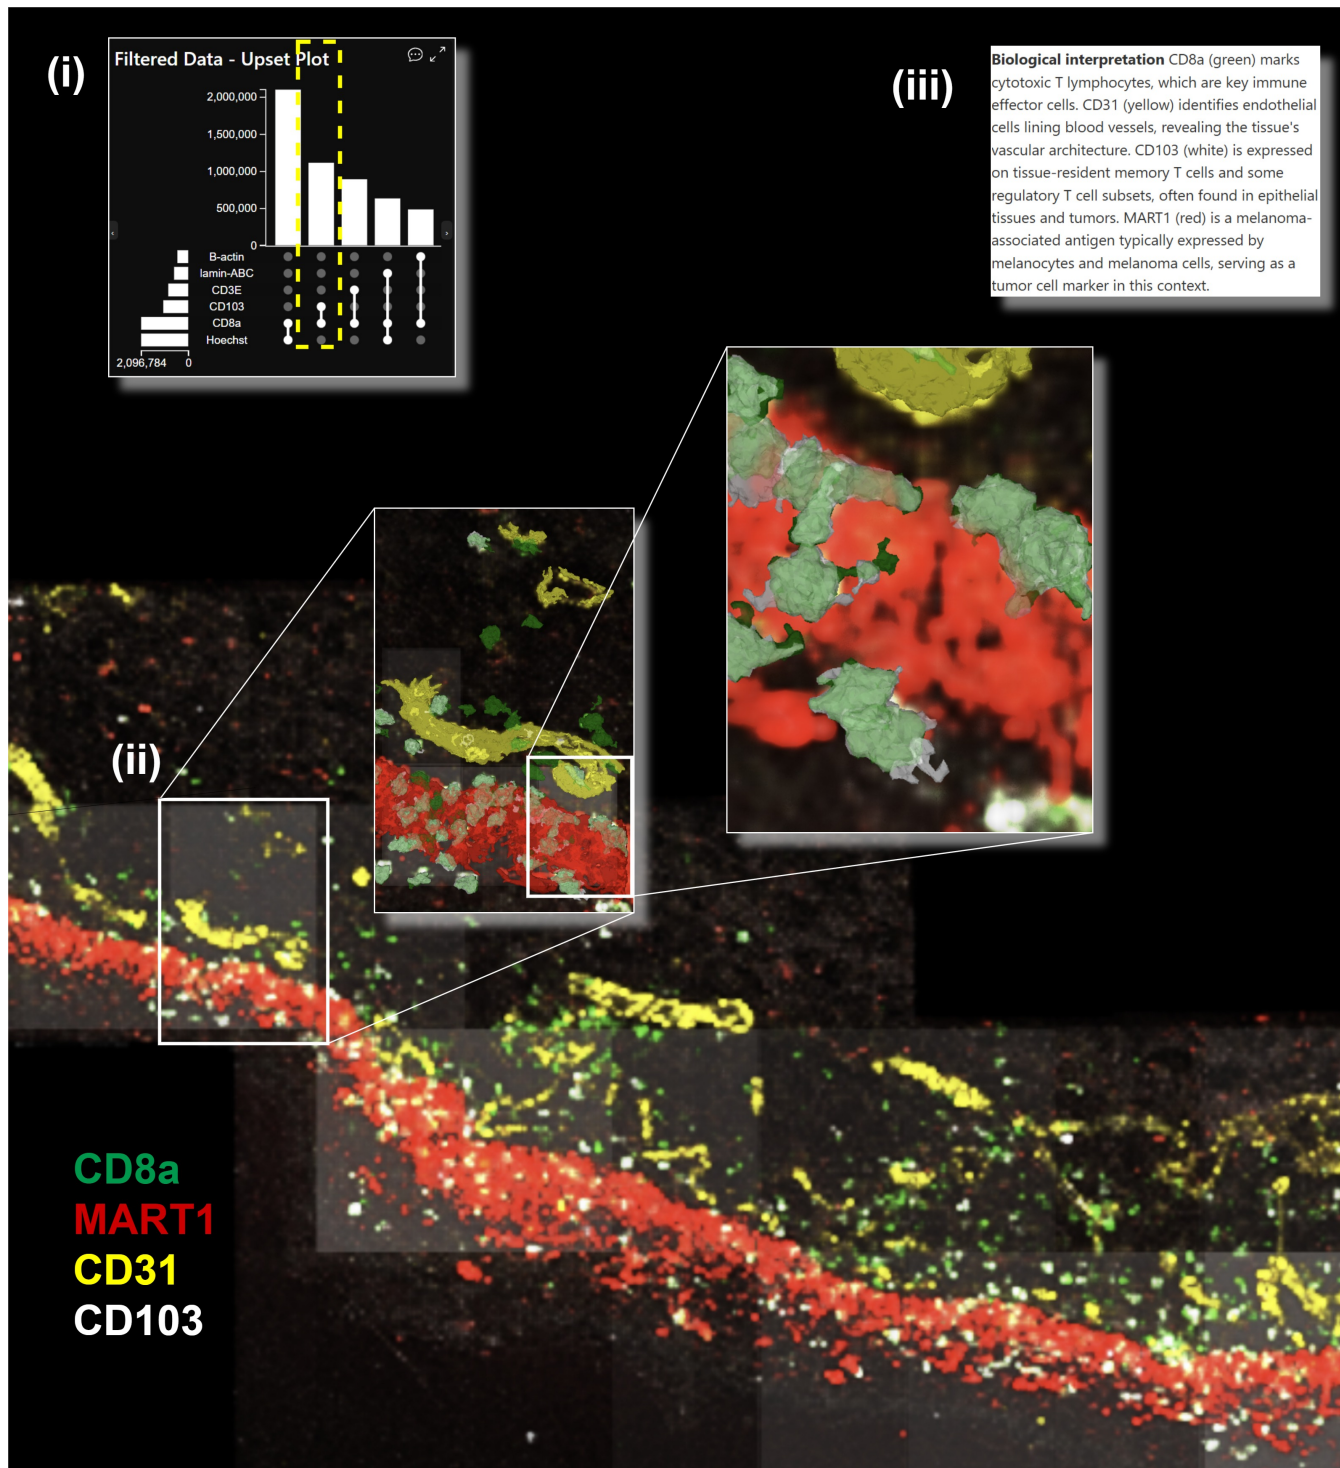 (i)
Filtered Data - Upset Plot
2,000,000
1,500,000
1,000,000
500,000
0
B-actin
lamin-ABC
CD3E
CD103
CD8a
Hoechst
2,096,784 0
(iii)
Biological interpretation CD8a (green) marks
cytotoxic T lymphocytes, which are key immune
effector cells. CD31 (yellow) identifies endothelial
cells lining blood vessels, revealing the tissue's
vascular architecture. CD103 (white) is expressed
on tissue-resident memory T cells and some
regulatory T cell subsets, often found in epithelial
tissues and tumors. MART1 (red) is a melanoma-
associated antigen typically expressed by
melanocytes and melanoma cells, serving as a
tumor cell marker in this context.
(ii)
CD8a
MART1
CD31
CD103